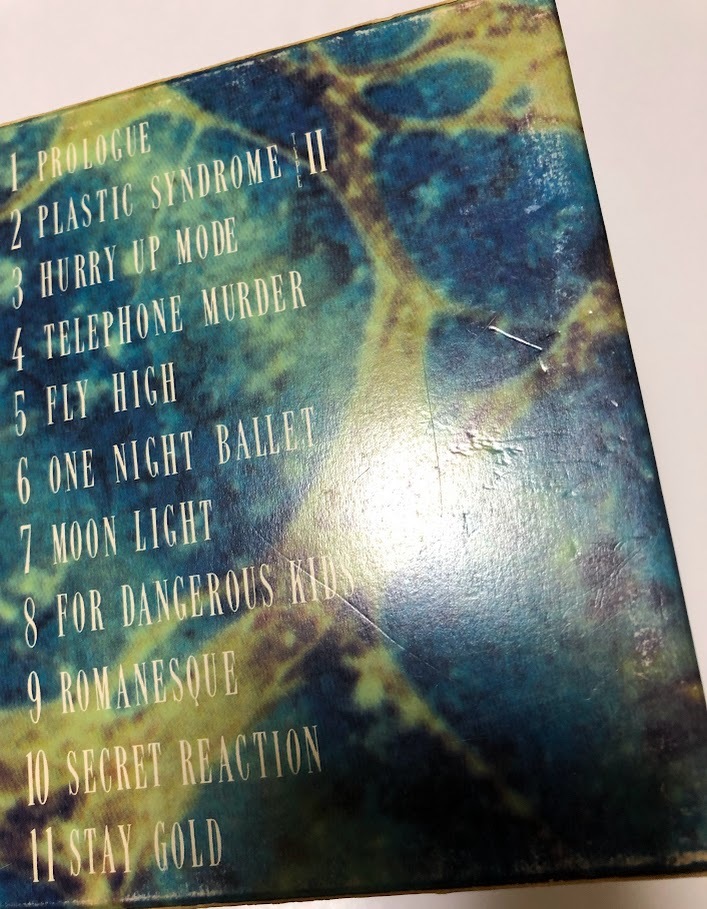 1 PROLOGUE
2 PLASTIC SYNDROME TYPE II
3 HURRY UP MODE
4 TELEPHONE MURDER
5 FLY HIGH
6 ONE NIGHT BALLET
7 MOON LIGHT
8 FOR DANGEROUS KIDS
9 ROMANESQUE
10 SECRET REACTION
11 STAY GOLD